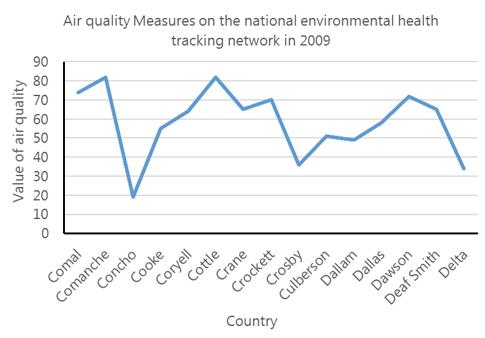 Air quality Measures on the national environmental health
tracking network in 2009
Value of air quality
90
80
70
60
50
40
30
20
10
0
Comal
Comanche
Concho
Cooke
Coryell
Cottle
Crane
Crockett
Crosby
Culberson
Dallam
Dallas
Dawson
Deaf Smith
Delta
Country